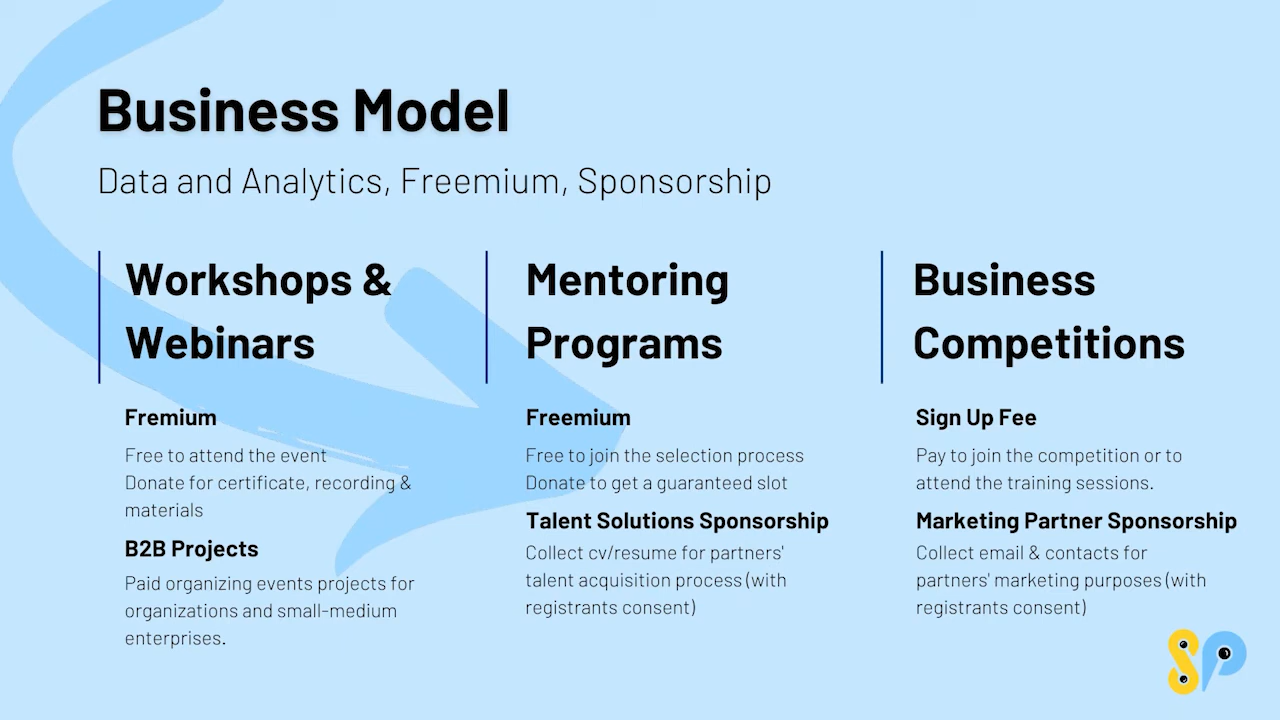 Business Model
Data and Analytics, Freemium, Sponsorship
Workshops &
Webinars
Fremium
Free to attend the event
Donate for certificate, recording &
materials
B2B Projects
Paid organizing events projects for
organizations and small-medium
enterprises.
Mentoring
Programs
Freemium
Free to join the selection process
Donate to get a guaranteed slot
Talent Solutions Sponsorship
Collect cv/resume for partners'
talent acquisition process (with
registrants consent)
Business
Competitions
Sign Up Fee
Pay to join the competition or to
attend the training sessions.
Marketing Partner Sponsorship
Collect email & contacts for
partners' marketing purposes (with
registrants consent)
SP